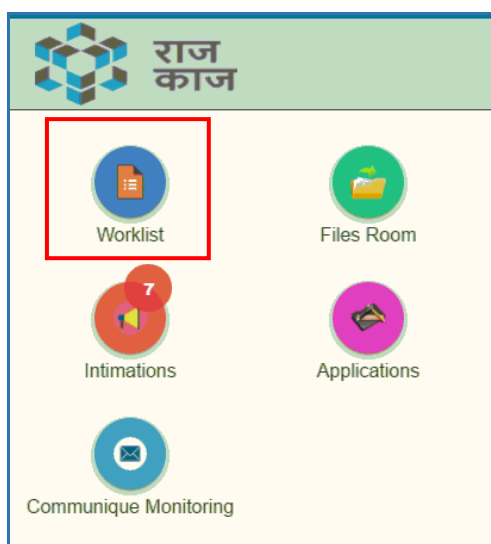 राज
काज
Worklist
Files Room
7
Intimations
Applications
Communique Monitoring